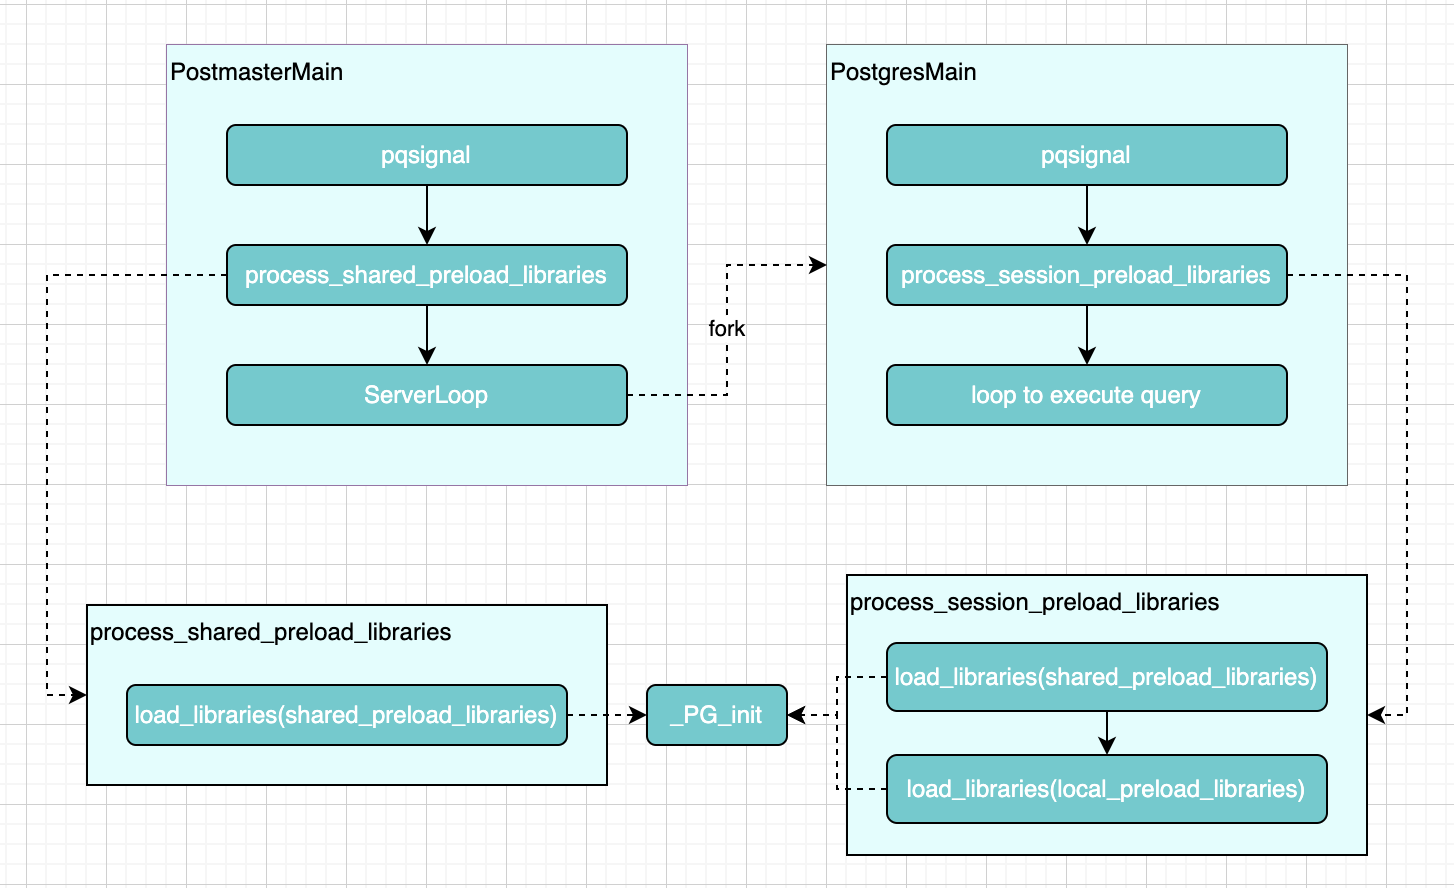 PostmasterMain
pqsignal
process_shared_preload_libraries
ServerLoop
fork
PostgresMain
pqsignal
process_session_preload_libraries
loop to execute query
process_shared_preload_libraries
load_libraries(shared_preload_libraries)
_PG_init
process_session_preload_libraries
load_libraries(shared_preload_libraries)
load_libraries(local_preload_libraries)